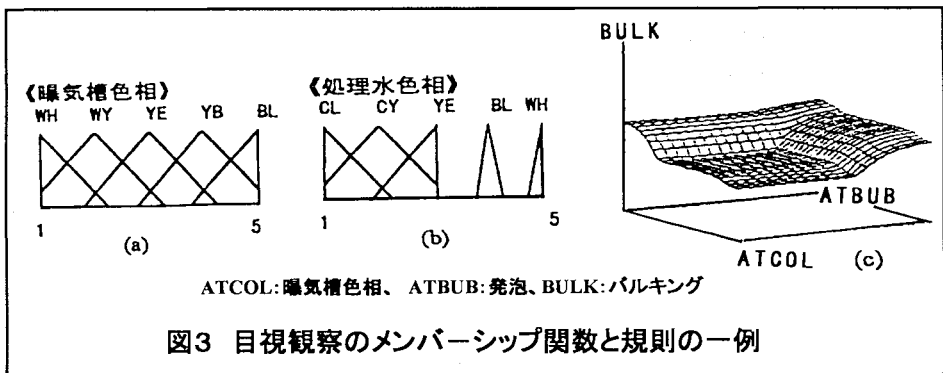 《曝気槽色相》
WH WY YE YB BL
1 5
(a)
《処理水色相》
CL CY YE BL WH
1 5
(b)
BULK
ATBUB
ATCOL
(c)
ATCOL:曝気槽色相、 ATBUB:発泡、BULK:バルキング
図3 目視観察のメンバーシップ関数と規則の一例